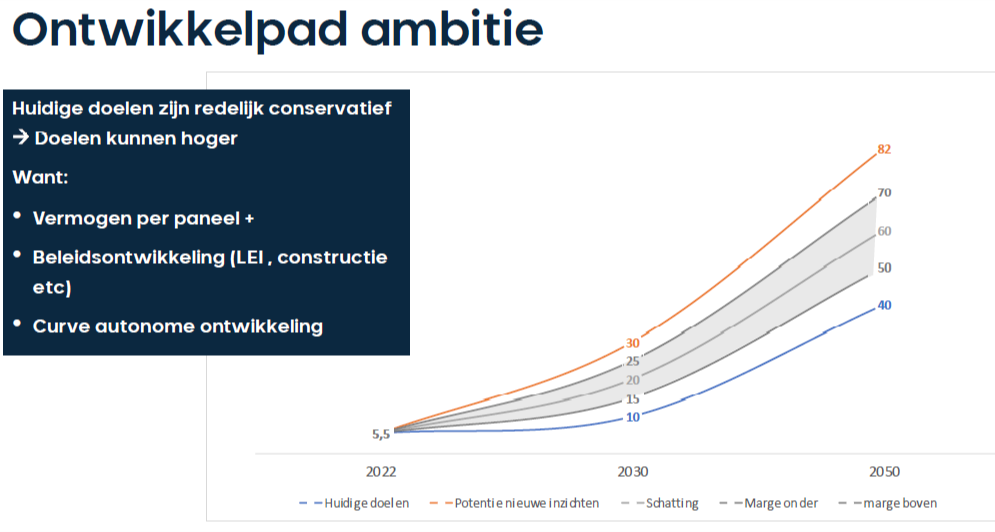 Ontwikkelpad ambitie
Huidige doelen zijn redelijk conservatief
→ Doelen kunnen hoger
Want:
• Vermogen per paneel +
• Beleidsontwikkeling (LEI , constructie
etc)
• Curve autonome ontwikkeling
82
70
60
50
40
30
25
20
15
10
5,5
2022 2030 2050
Huidige doelen Potentie nieuwe inzichten Schatting Marge onder marge boven